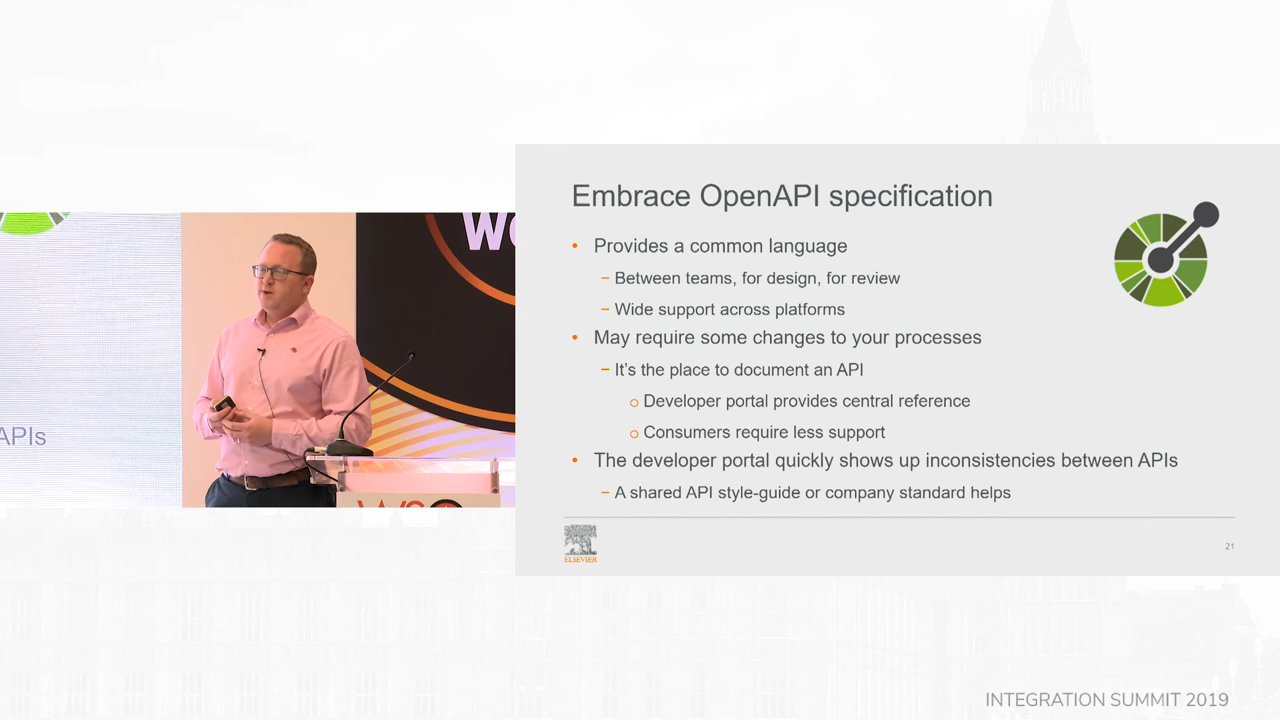 Embrace OpenAPI specification
• Provides a common language
– Between teams, for design, for review
– Wide support across platforms
• May require some changes to your processes
– It's the place to document an API
○ Developer portal provides central reference
○ Consumers require less support
• The developer portal quickly shows up inconsistencies between APIs
– A shared API style-guide or company standard helps
ELSEVIER
21
APIs
INTEGRATION SUMMIT 2019